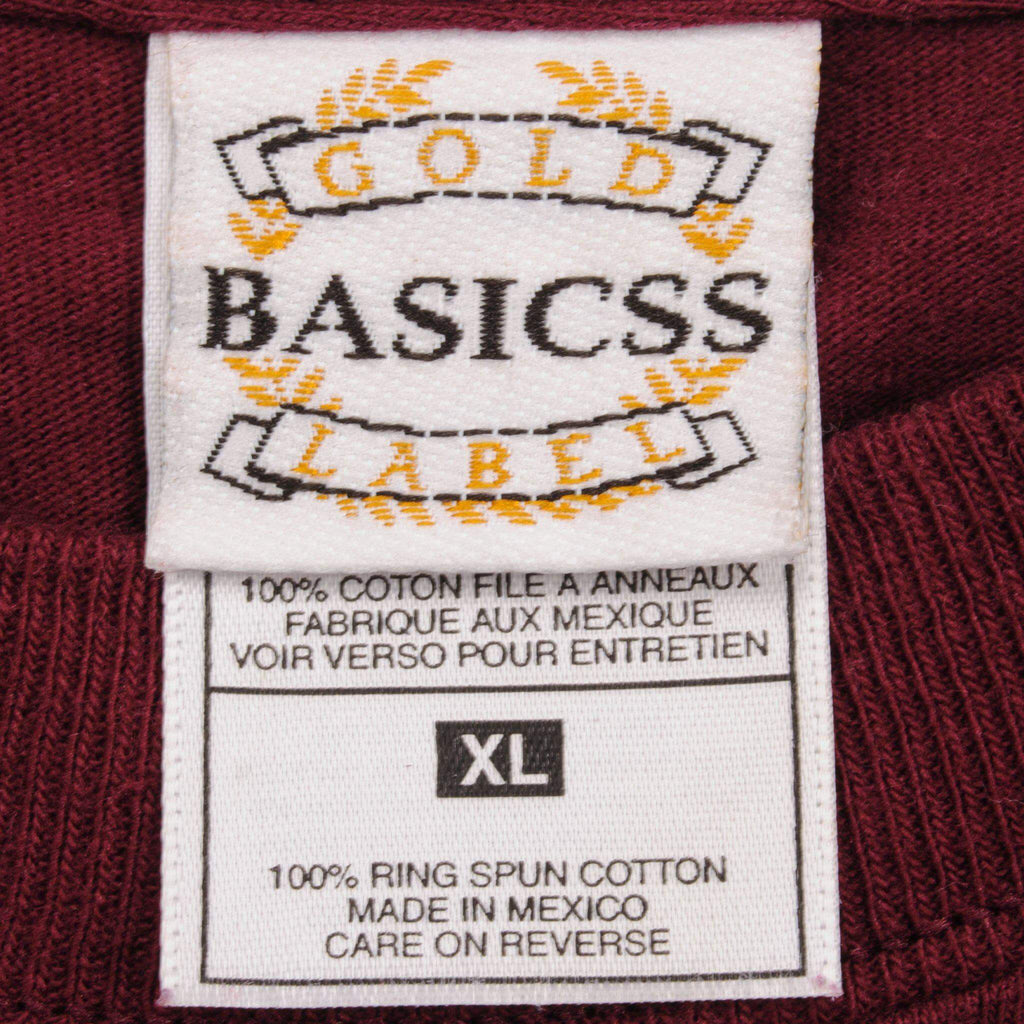 GOLD
BASICSS
LABEL
100% COTON FILE A ANNEAUX
FABRIQUE AUX MEXIQUE
VOIR VERSO POUR ENTRETIEN
XL
100% RING SPUN COTTON
MADE IN MEXICO
CARE ON REVERSE